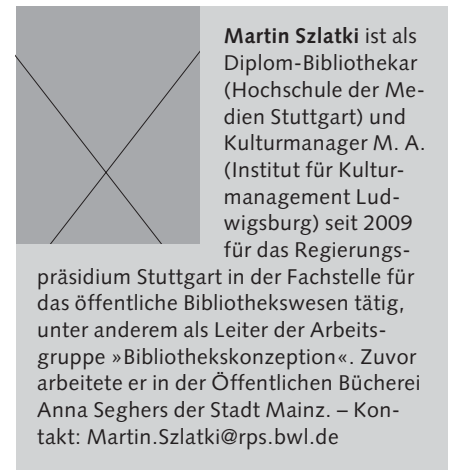 Martin Szlatki ist als
Diplom-Bibliothekar
(Hochschule der Me-
dien Stuttgart) und
Kulturmanager M. A.
(Institut für Kultur-
management Lud-
wigsburg) seit 2009
für das Regierungs-
präsidium Stuttgart in der Fachstelle für
das öffentliche Bibliothekswesen tätig,
unter anderem als Leiter der Arbeits-
gruppe »Bibliothekskonzeption«. Zuvor
arbeitete er in der Öffentlichen Bücherei
Anna Seghers der Stadt Mainz. – Kon-
takt: Martin.Szlatki@rps.bwl.de